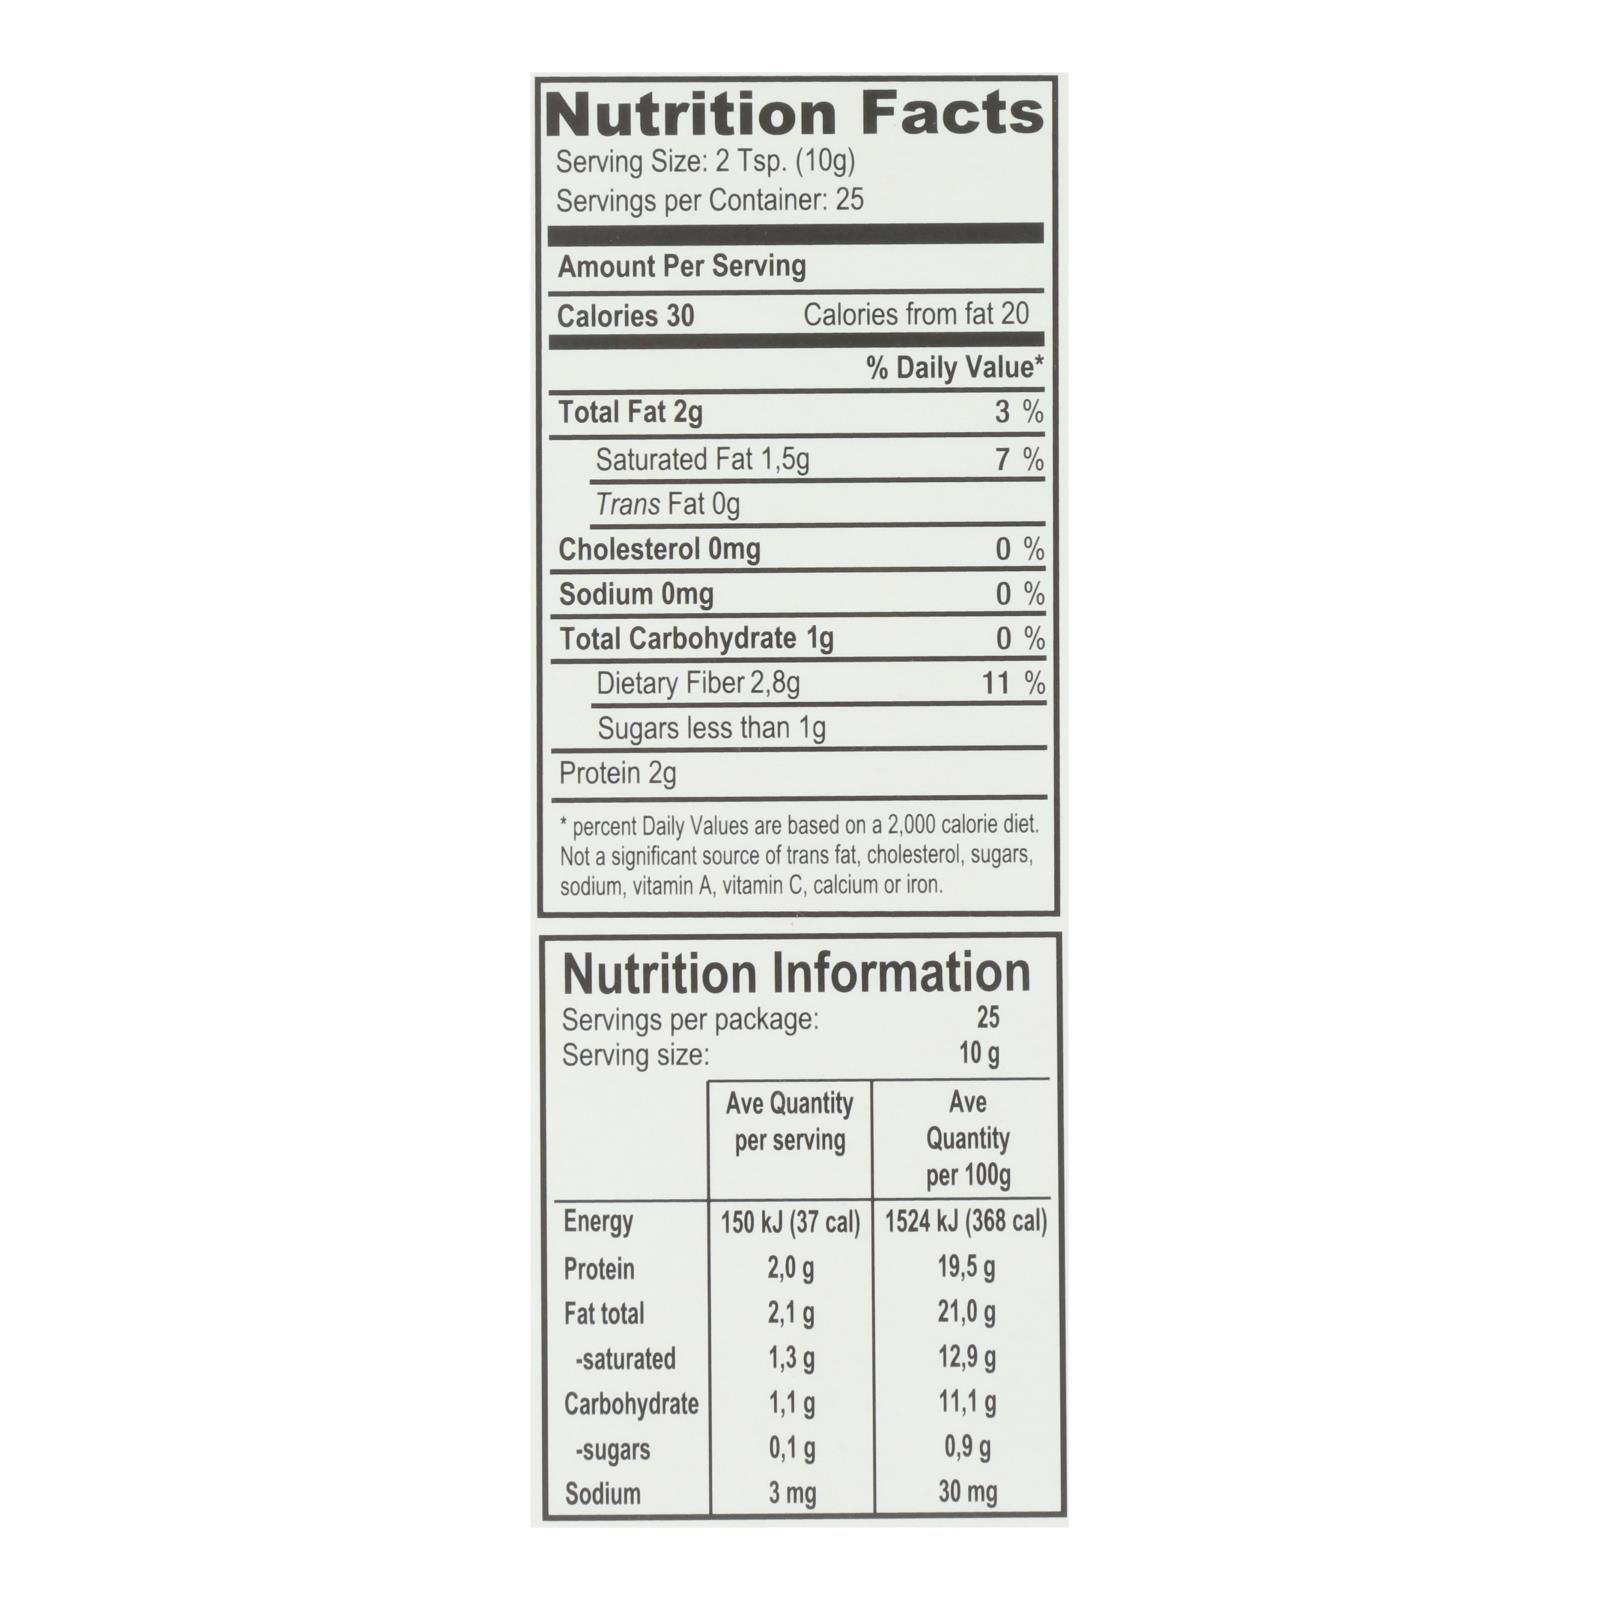 Nutrition Facts
Serving Size: 2 Tsp. (10g)
Servings per Container: 25
Amount Per Serving
Calories 30 Calories from fat 20
% Daily Value*
Total Fat 2g 3 %
Saturated Fat 1,5g 7 %
Trans Fat 0g
Cholesterol 0mg 0 %
Sodium 0mg 0 %
Total Carbohydrate 1g 0 %
Dietary Fiber 2,8g 11 %
Sugars less than 1g
Protein 2g
* percent Daily Values are based on a 2,000 calorie diet.
Not a significant source of trans fat, cholesterol, sugars,
sodium, vitamin A, vitamin C, calcium or iron.
Nutrition Information
Servings per package: 25
Serving size: 10 g
Ave Quantity Ave
per serving Quantity
per 100g
Energy 150 kJ (37 cal) 1524 kJ (368 cal)
Protein 2,0 g 19,5 g
Fat total 2,1 g 21,0 g
-saturated 1,3 g 12,9 g
Carbohydrate 1,1 g 11,1 g
-sugars 0,1 g 0,9 g
Sodium 3 mg 30 mg